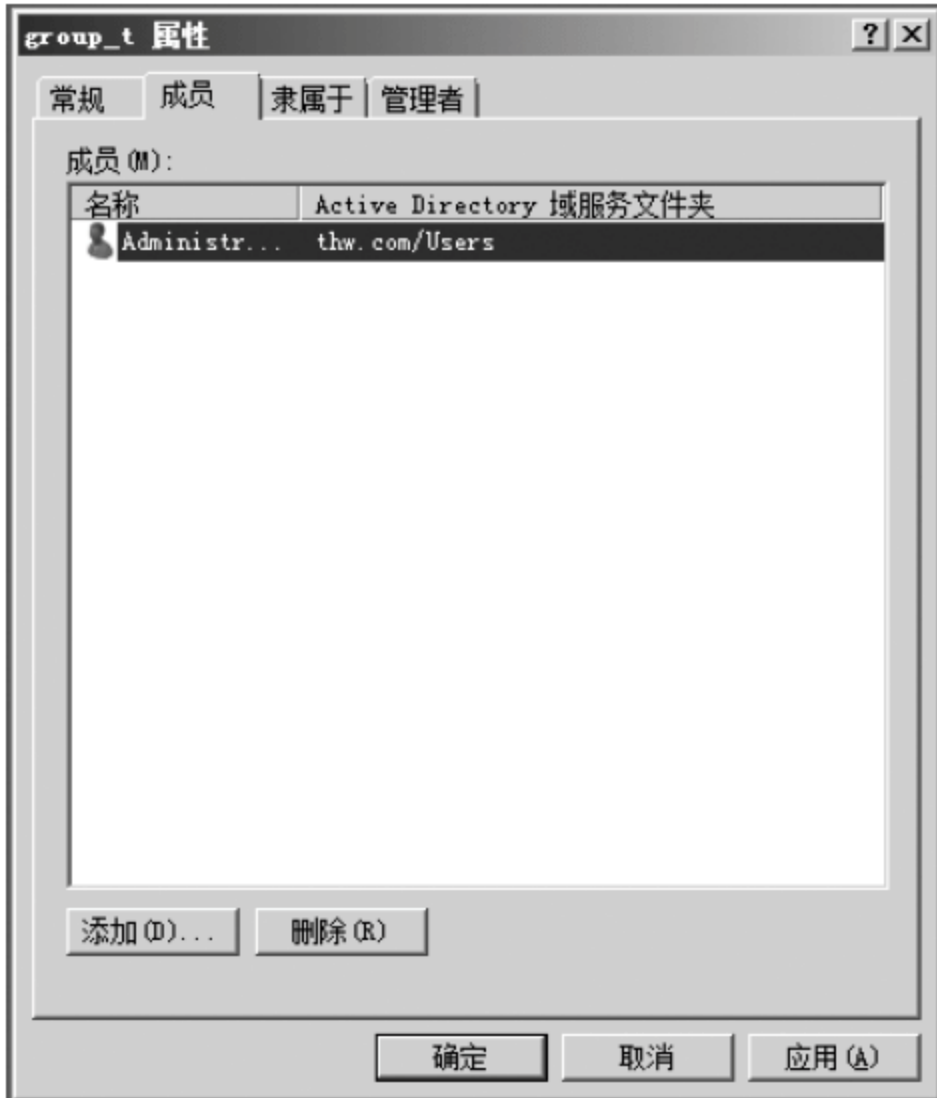 group_t 属性
常规 成员 隶属于 管理者
成员(M):
名称 Active Directory 域服务文件夹
Administr... thw.com/Users
添加(D)... 删除(R)
确定 取消 应用(A)